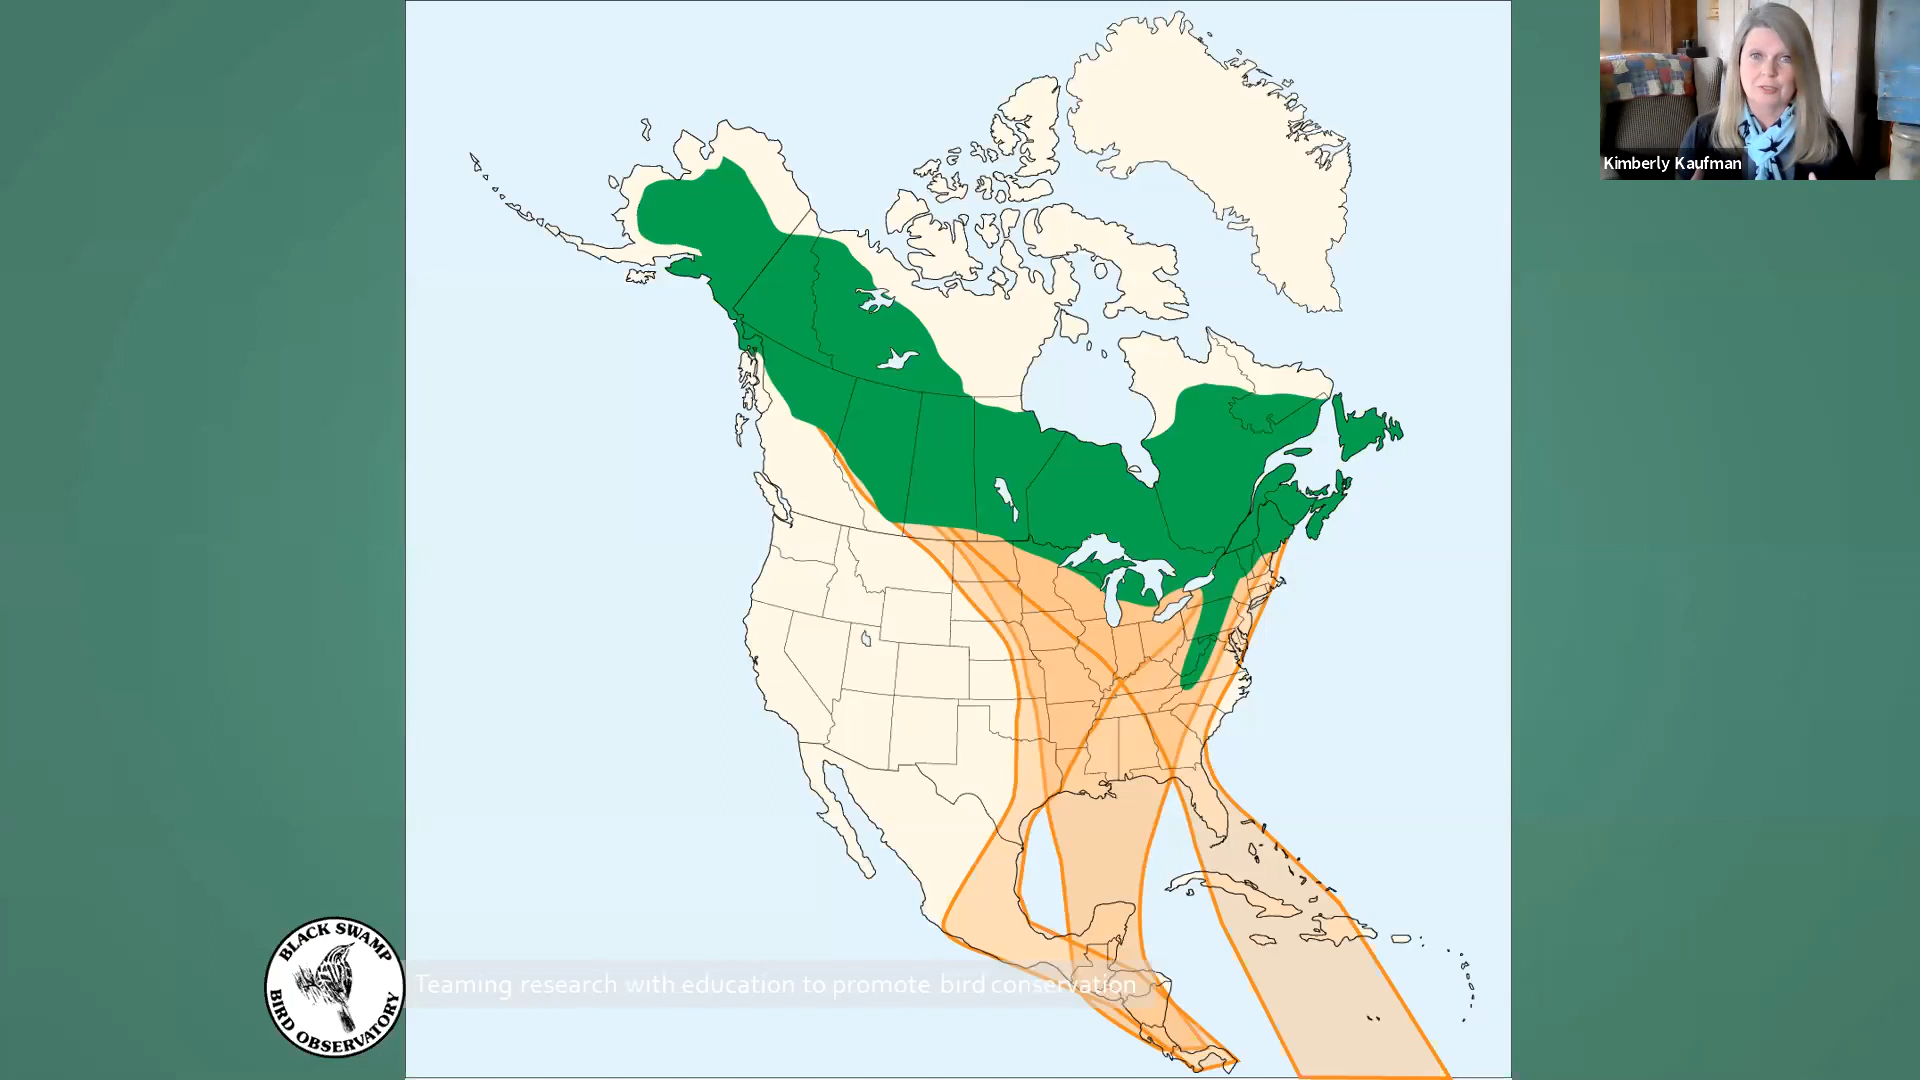 Kimberly Kaufman
BLACK SWAMP
BIRD OBSERVATORY
Teaming research with education to promote bird conservation